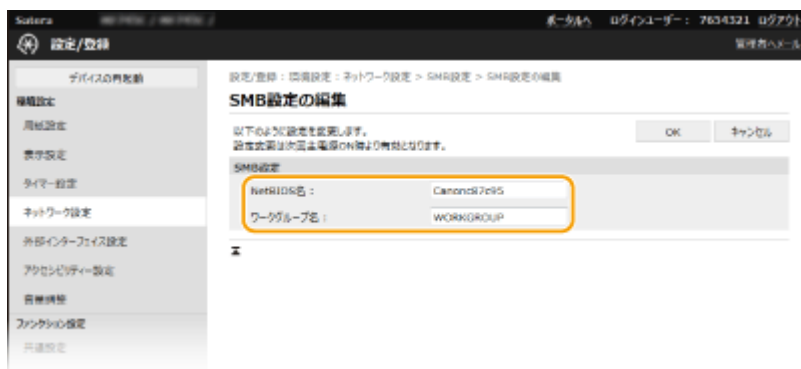 Satera
ポータルへ ログインユーザー： 7654321 ログアウト
設定/登録
管理者へメール
デバイスの再起動
設定/登録：環境設定：ネットワーク設定 > SMB設定 > SMB設定の編集
SMB設定の編集
環境設定
用紙設定
以下のように設定を変更します。
設定変更は次回主電源ON時より有効となります。
OK
キャンセル
表示設定
SMB設定
タイマー設定
NetBIOS名：
Canonc87c95
ネットワーク設定
ワークグループ名：
WORKGROUP
外部インターフェイス設定
アクセシビリティー設定
音量調整
ファンクション設定
共通設定